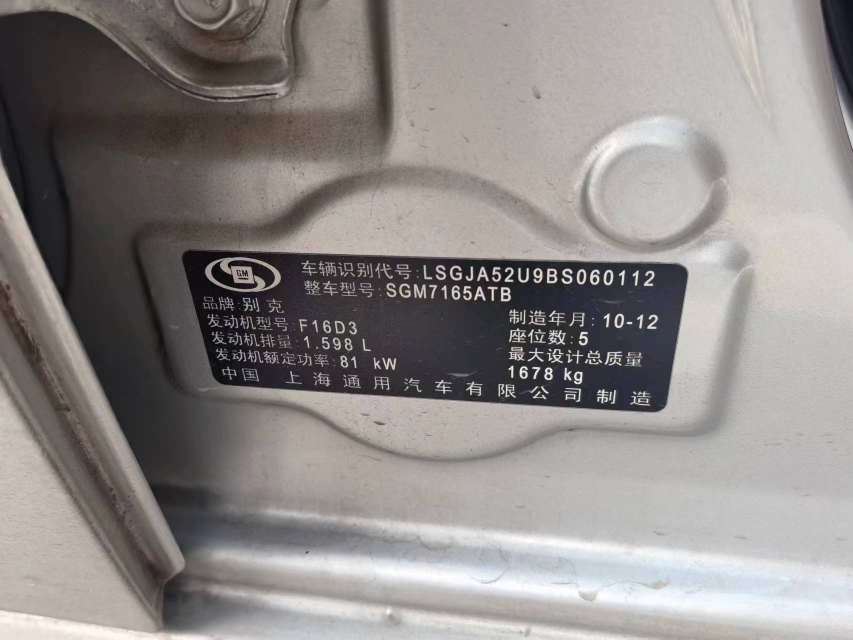 GM
车辆识别代号:LSGJA52U9BS060112
整车型号:SGM7165ATB
品牌:别克
发动机型号:F16D3
制造年月:10-12
发动机排量:1.598 L
座位数:5
发动机额定功率:81 kW
最大设计总质量
1678 kg
中国 上海通用汽车有限公司制造